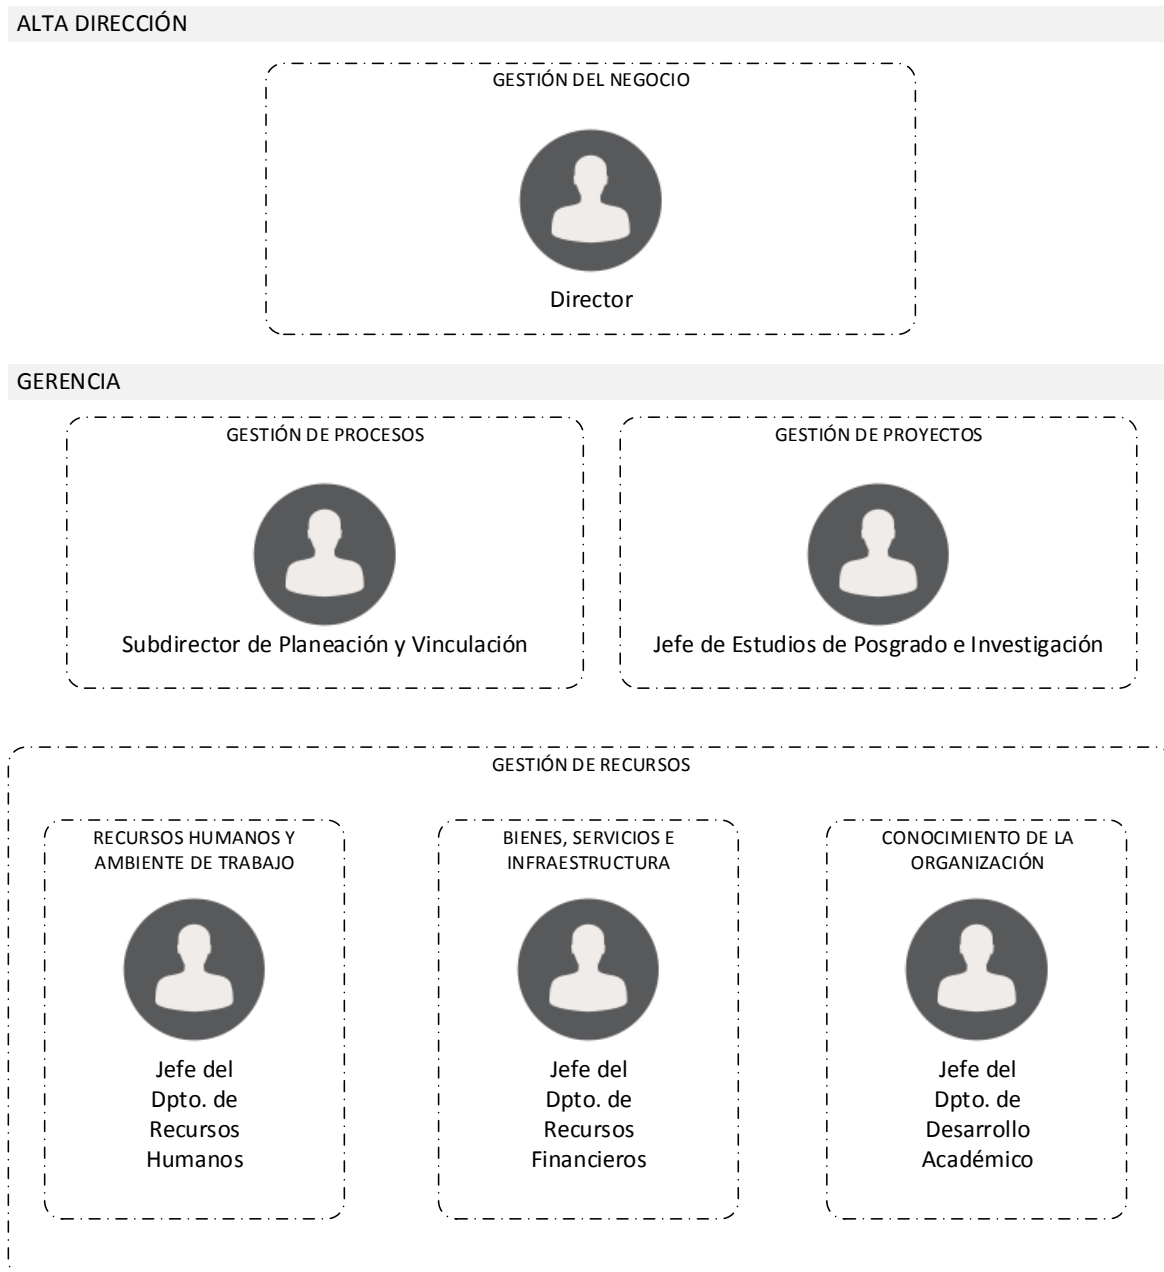 ALTA DIRECCIÓN
GESTIÓN DEL NEGOCIO
Director
GERENCIA
GESTIÓN DE PROCESOS
Subdirector de Planeación y Vinculación
GESTIÓN DE PROYECTOS
Jefe de Estudios de Posgrado e Investigación
GESTIÓN DE RECURSOS
RECURSOS HUMANOS Y
AMBIENTE DE TRABAJO
Jefe del
Dpto. de
Recursos
Humanos
BIENES, SERVICIOS E
INFRAESTRUCTURA
Jefe del
Dpto. de
Recursos
Financieros
CONOCIMIENTO DE LA
ORGANIZACIÓN
Jefe del
Dpto. de
Desarrollo
Académico